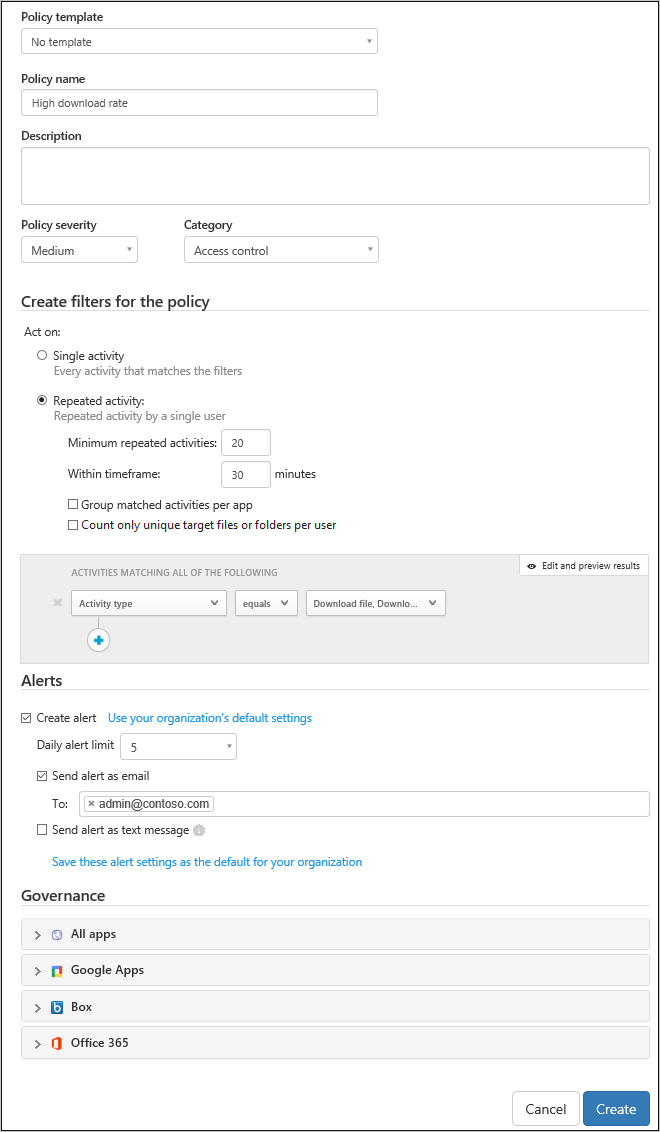 Policy template
No template
Policy name
High download rate
Description
Policy severity Category
Medium Access control
Create filters for the policy
Act on:
Single activity
Every activity that matches the filters
Repeated activity:
Repeated activity by a single user
Minimum repeated activities: 20
Within timeframe: 30 minutes
Group matched activities per app
Count only unique target files or folders per user
Edit and preview results
ACTIVITIES MATCHING ALL OF THE FOLLOWING
Activity type equals Download file, Downlo...
Alerts
Create alert Use your organization's default settings
Daily alert limit 5
Send alert as email
To: admin@contoso.com
Send alert as text message
Save these alert settings as the default for your organization
Governance
All apps
Google Apps
Box
Office 365
Cancel Create